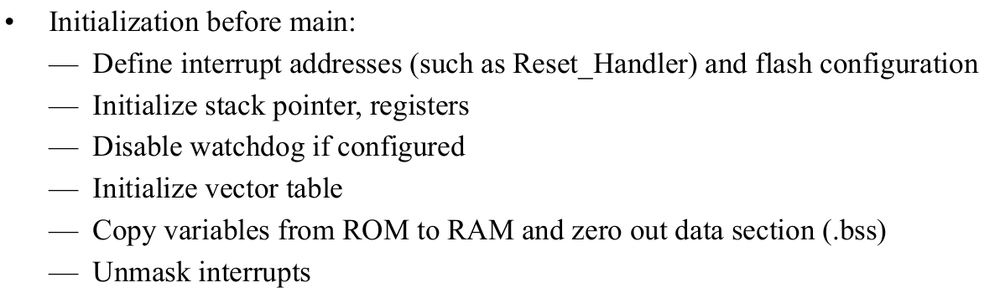 • Initialization before main:
— Define interrupt addresses (such as Reset_Handler) and flash configuration
— Initialize stack pointer, registers
— Disable watchdog if configured
— Initialize vector table
— Copy variables from ROM to RAM and zero out data section (.bss)
— Unmask interrupts